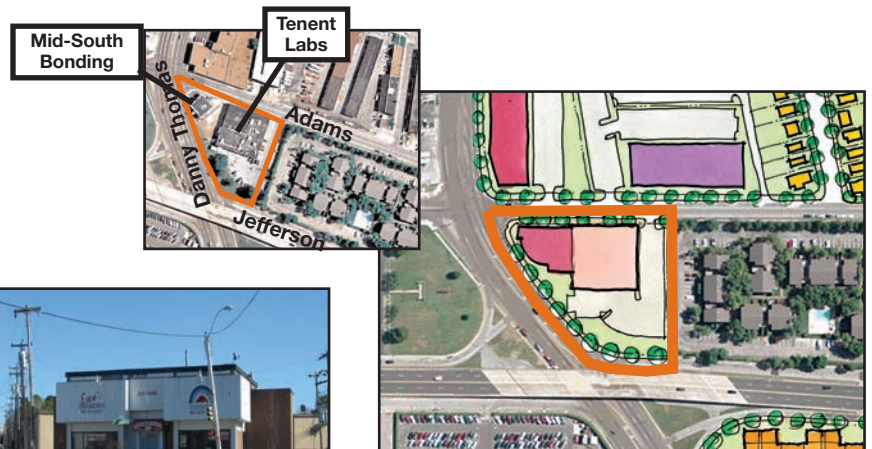 Mid-South
Bonding
Tenent
Labs
Danny Thomas
Adams
Jefferson